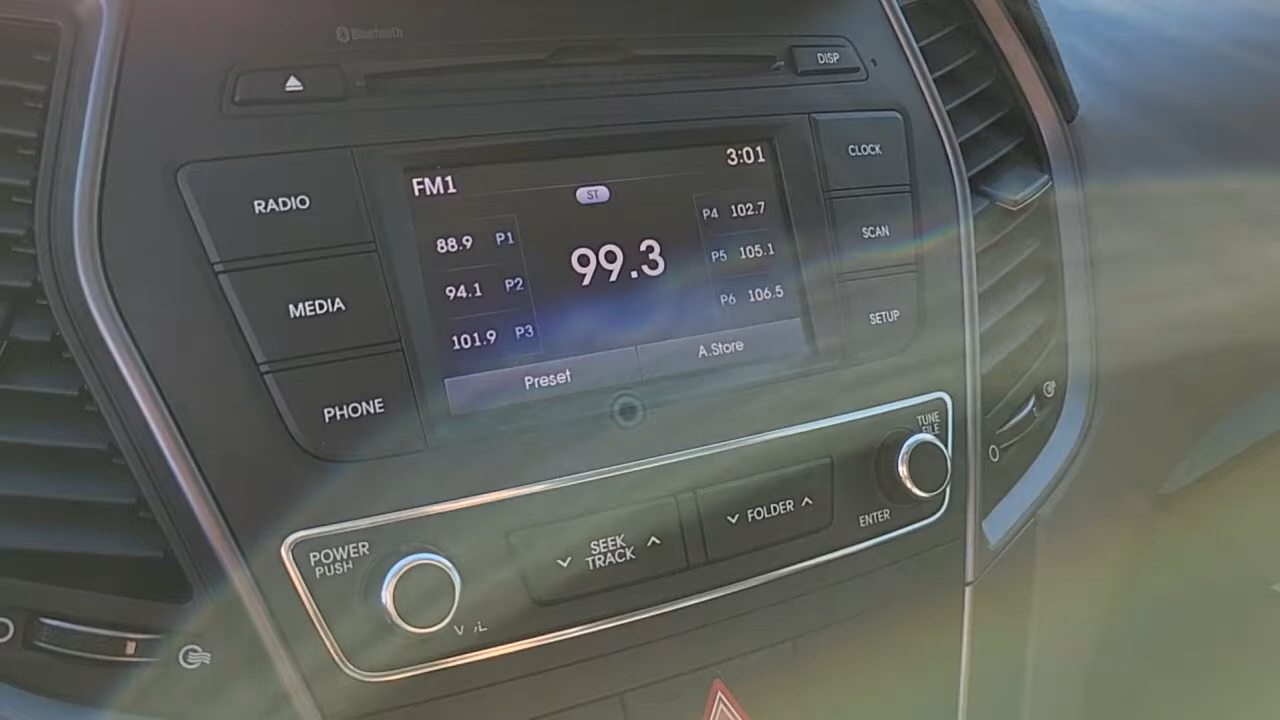 Bluetooth
DISP
RADIO
MEDIA
PHONE
FM1
3:01
ST
88.9 P1
94.1 P2
101.9 P3
99.3
P4 102.7
P5 105.1
P6 106.5
Preset
A.Store
CLOCK
SCAN
SETUP
POWER
PUSH
SEEK
TRACK
FOLDER
TUNE
FILE
ENTER